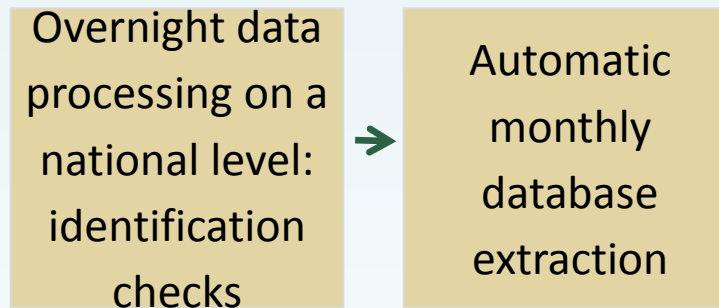 Overnight data
processing on a
national level:
identification
checks
Automatic
monthly
database
extraction